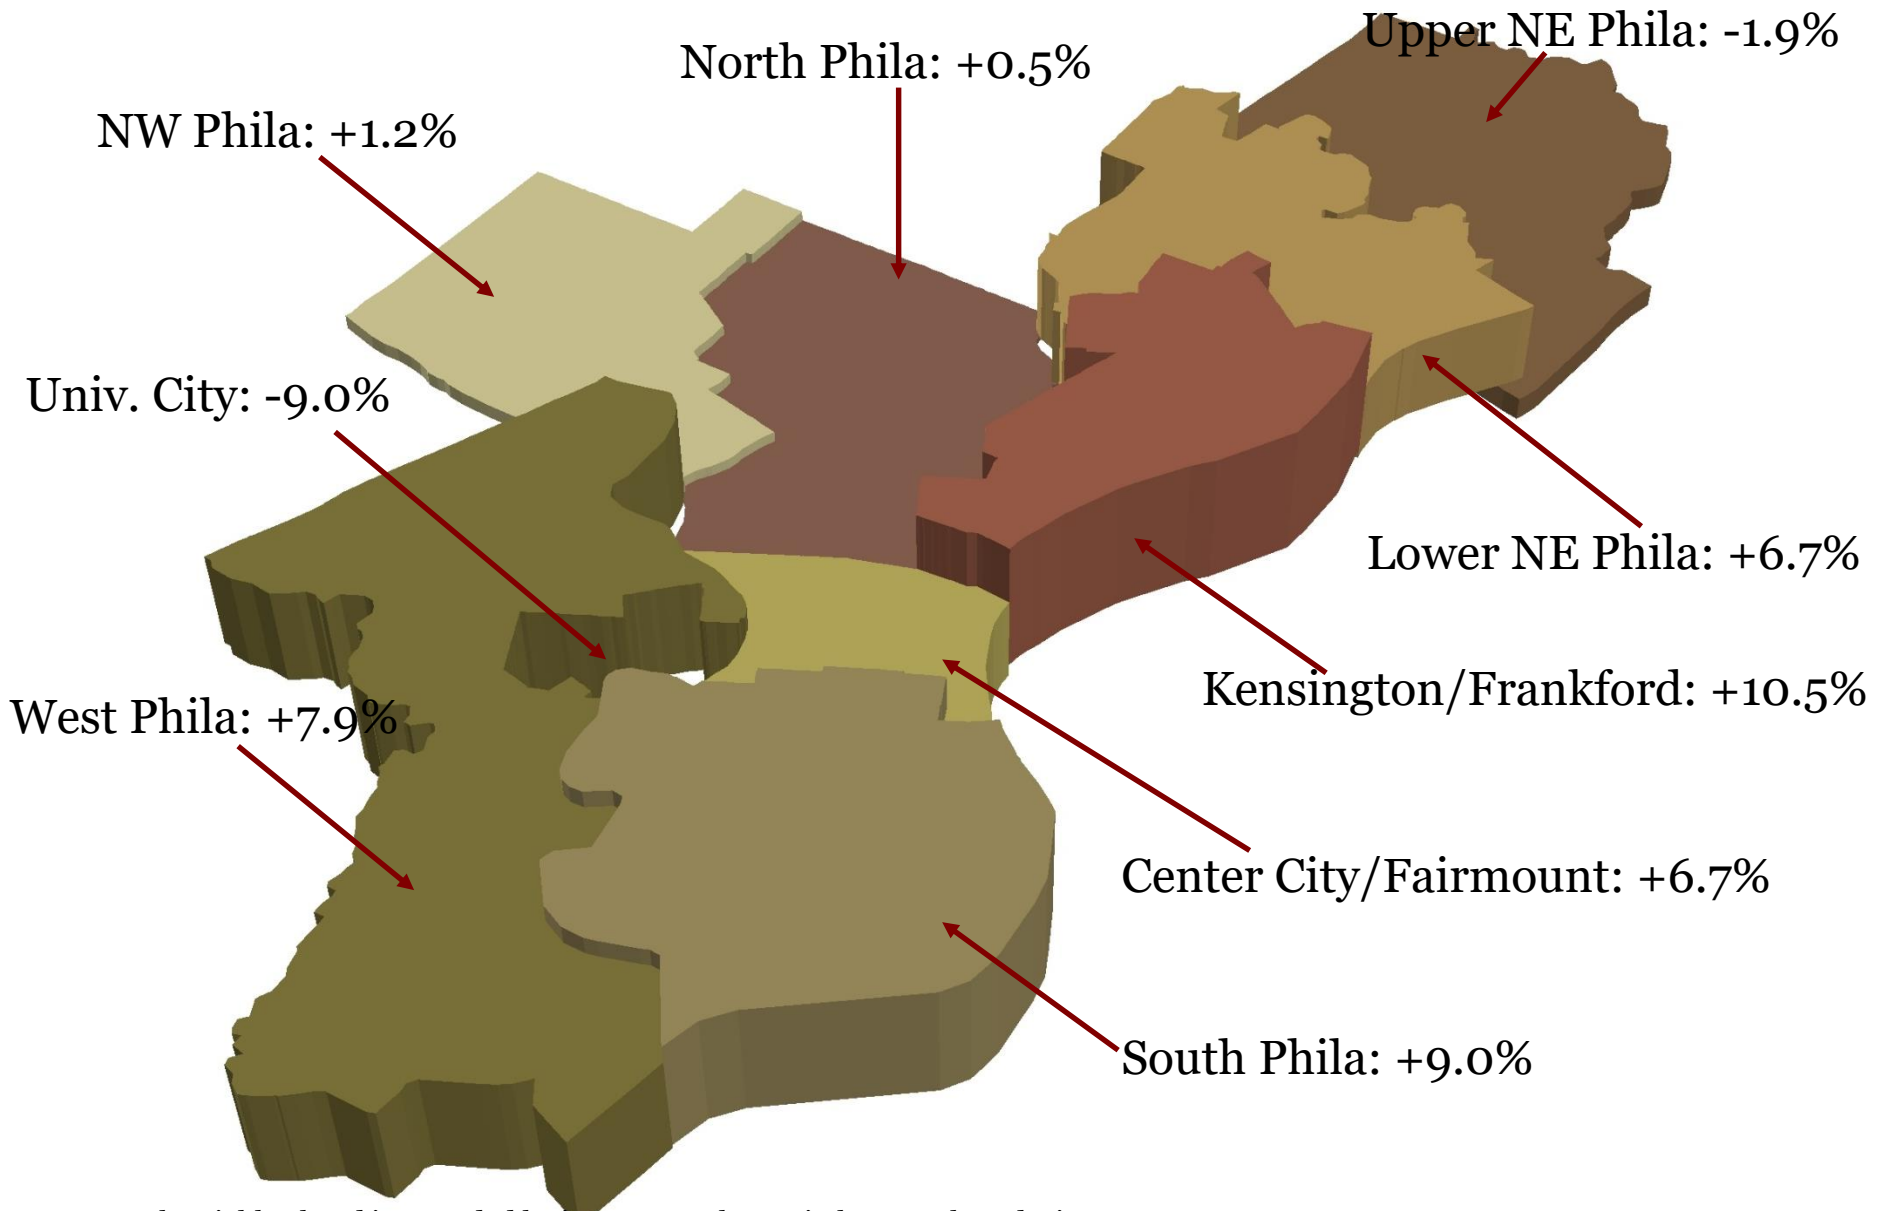 Upper NE Phila: -1.9%
North Phila: +0.5%
NW Phila: +1.2%
Univ. City: -9.0%
Lower NE Phila: +6.7%
Kensington/Frankford: +10.5%
West Phila: +7.9%
Center City/Fairmount: +6.7%
South Phila: +9.0%